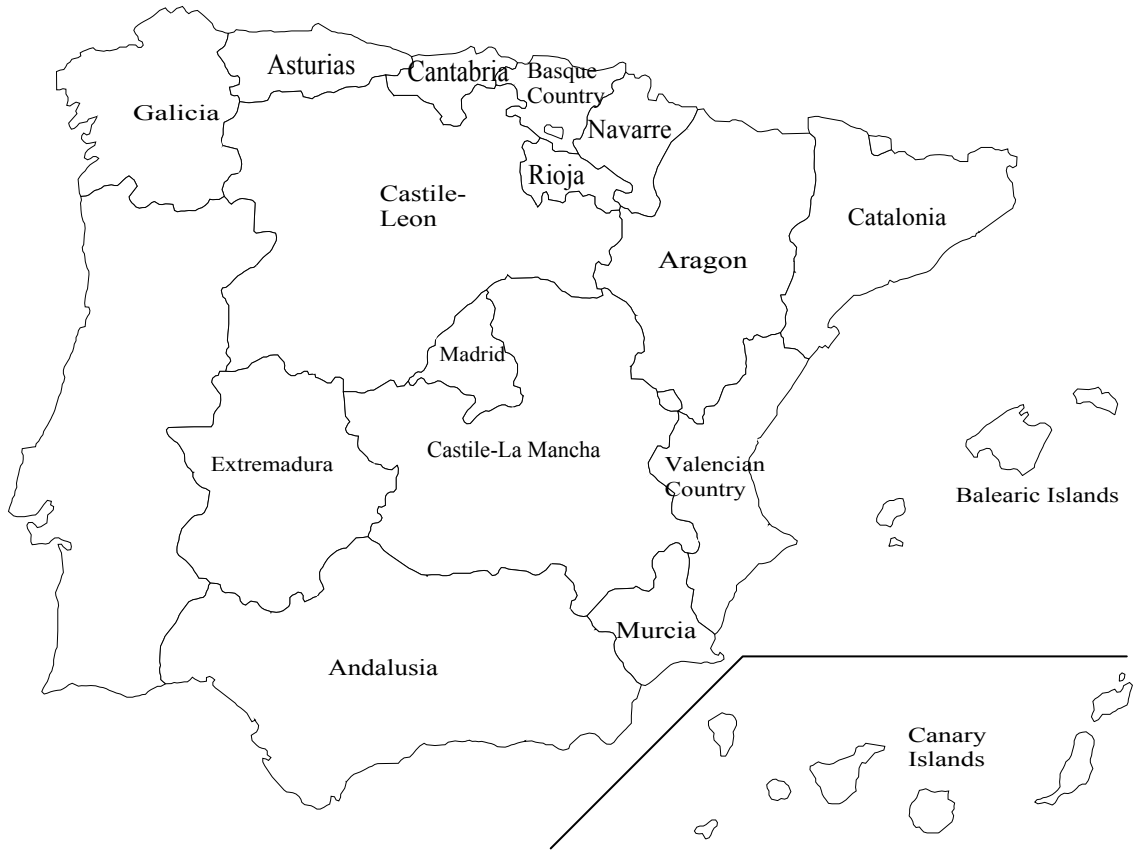 Asturias
Cantabria
Basque
Country
Galicia
Navarre
Rioja
Castile-
Leon
Catalonia
Aragon
Madrid
Extremadura
Castile-La Mancha
Valencian
Country
Balearic Islands
Murcia
Andalusia
Canary
Islands